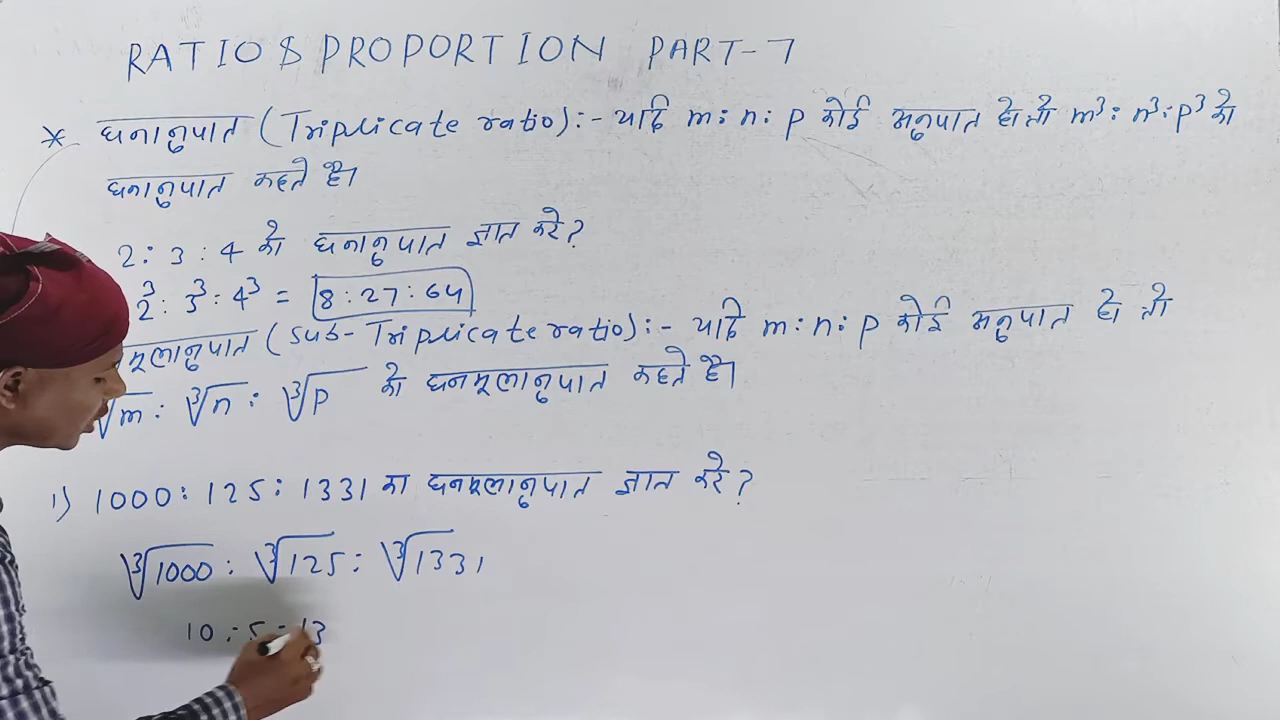 RATIO & PROPORTION PART-7
* घनानुपात (Triplicate ratio):- यदि m:n:p कोई अनुपात हो तो m³:n³:p³ को
घनानुपात कहते है।
2:3:4 को घनानुपात ज्ञात करे?
2³:3³:4³ = 8:27:64
मूलानुपात (Sub-Triplicate ratio):- यदि m:n:p कोई अनुपात हो तो
√m : ∛n : ∛p को घनमूलानुपात कहते है।
1) 1000:125:1331 का घनमूलानुपात ज्ञात करे?
∛1000 : ∛125 : ∛1331
10:5:13